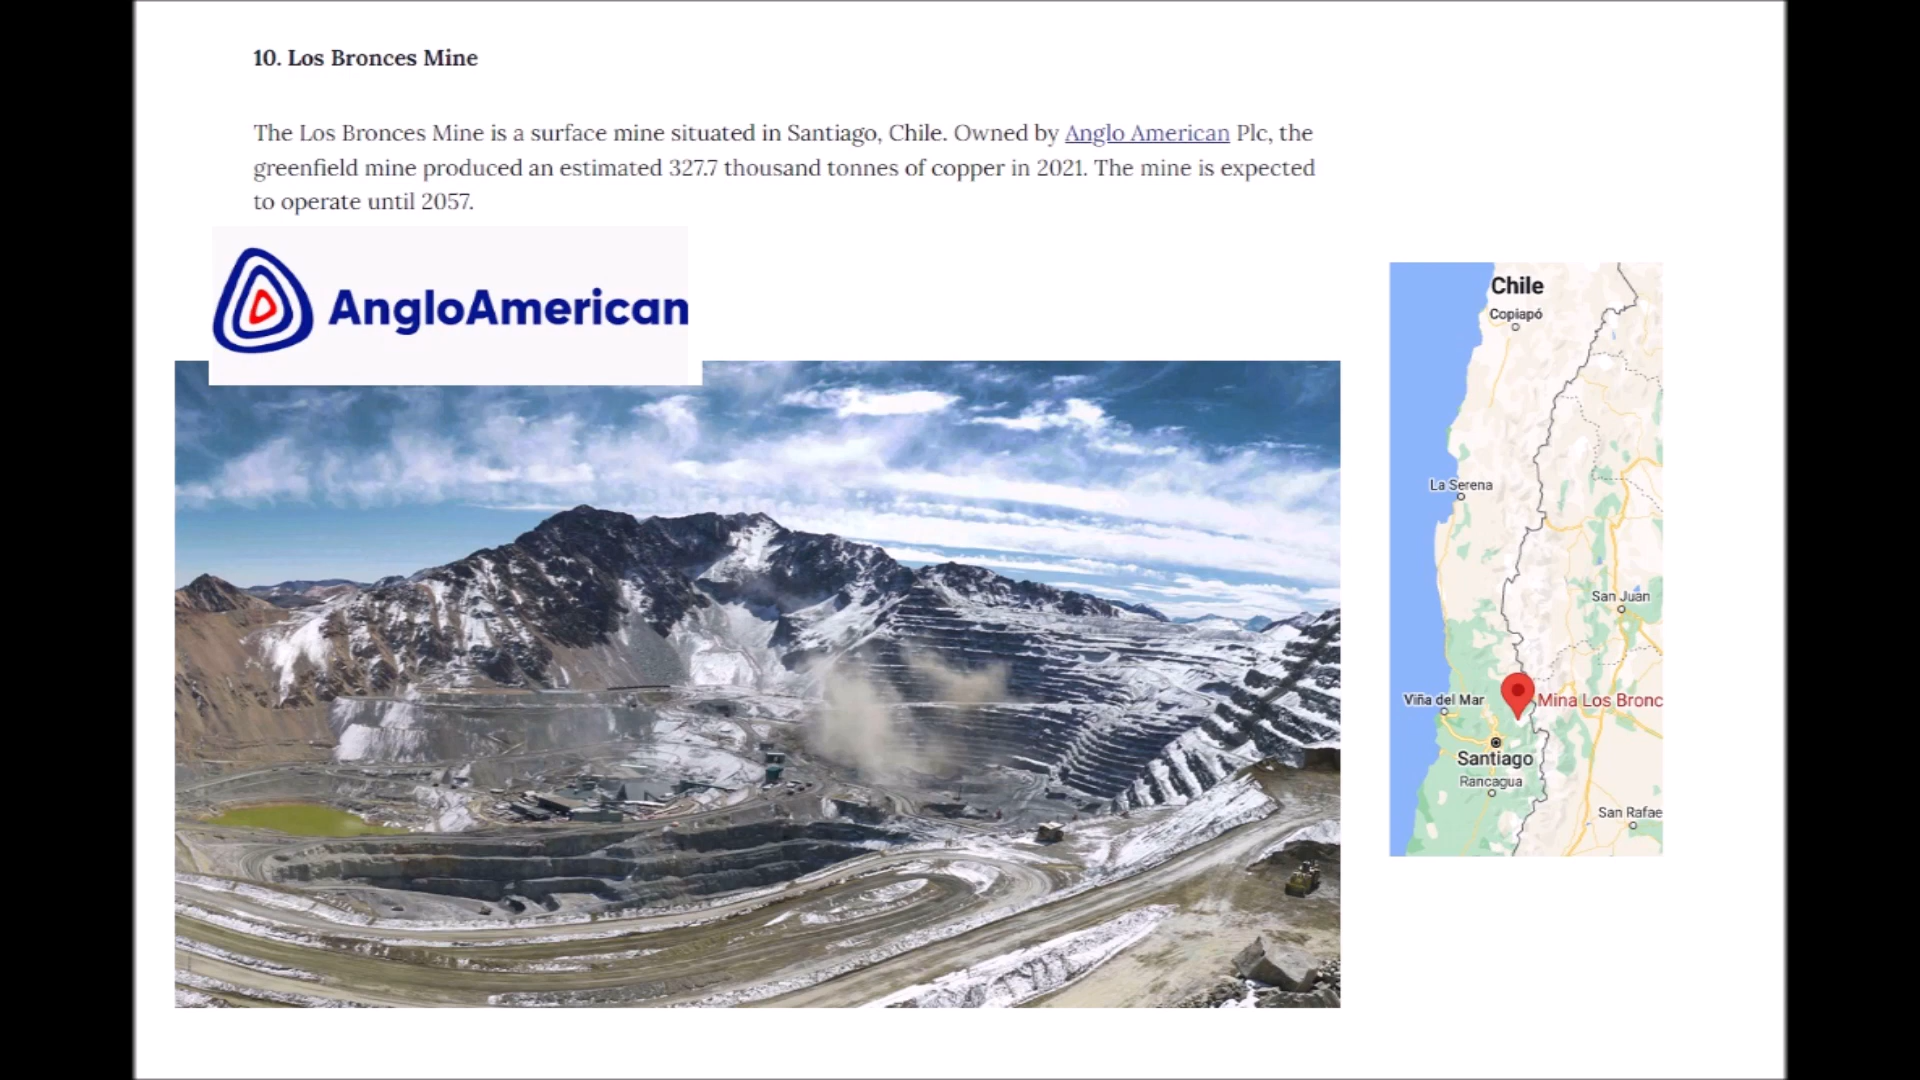 10. Los Bronces Mine
The Los Bronces Mine is a surface mine situated in Santiago, Chile. Owned by Anglo American Plc, the
greenfield mine produced an estimated 327.7 thousand tonnes of copper in 2021. The mine is expected
to operate until 2057.
AngloAmerican
Chile
Copiapó
La Serena
San Juan
Viña del Mar
Mina Los Bronc
Santiago
Rancagua
San Rafae